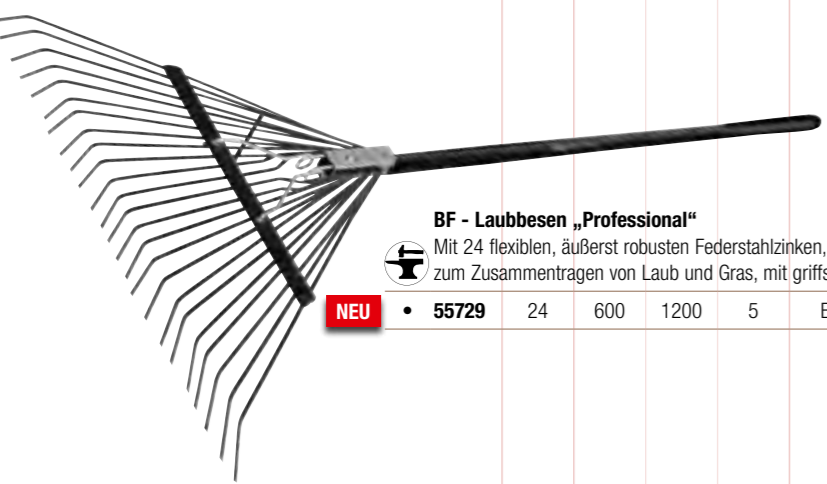 BF - Laubbesen „Professional“
Mit 24 flexiblen, äußerst robusten Federstahlzinken,
zum Zusammentragen von Laub und Gras, mit griffs
NEU • 55729 24 600 1200 5 E